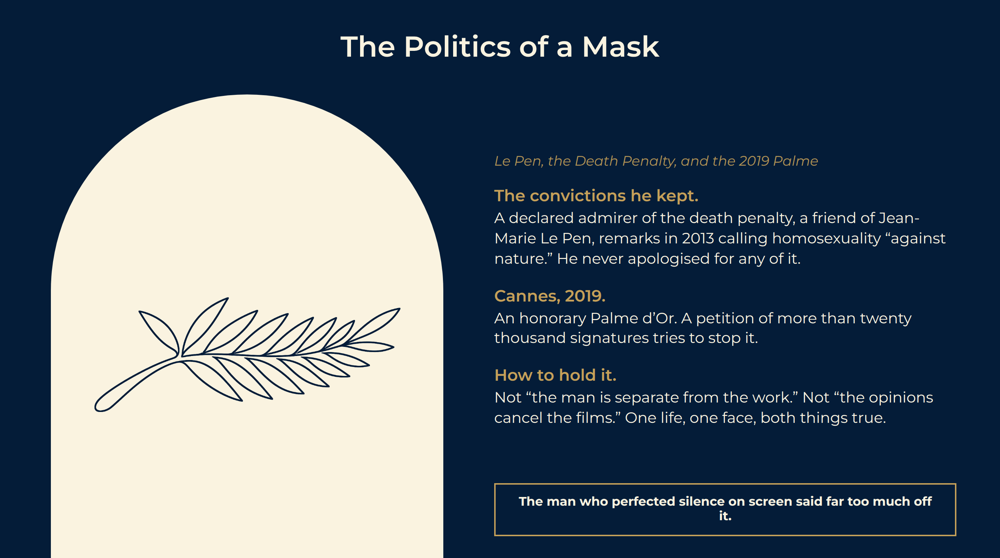 The Politics of a Mask
Le Pen, the Death Penalty, and the 2019 Palme
The convictions he kept.
A declared admirer of the death penalty, a friend of Jean-
Marie Le Pen, remarks in 2013 calling homosexuality “against
nature.” He never apologised for any of it.
Cannes, 2019.
An honorary Palme d’Or. A petition of more than twenty
thousand signatures tries to stop it.
How to hold it.
Not “the man is separate from the work.” Not “the opinions
cancel the films.” One life, one face, both things true.
The man who perfected silence on screen said far too much off
it.